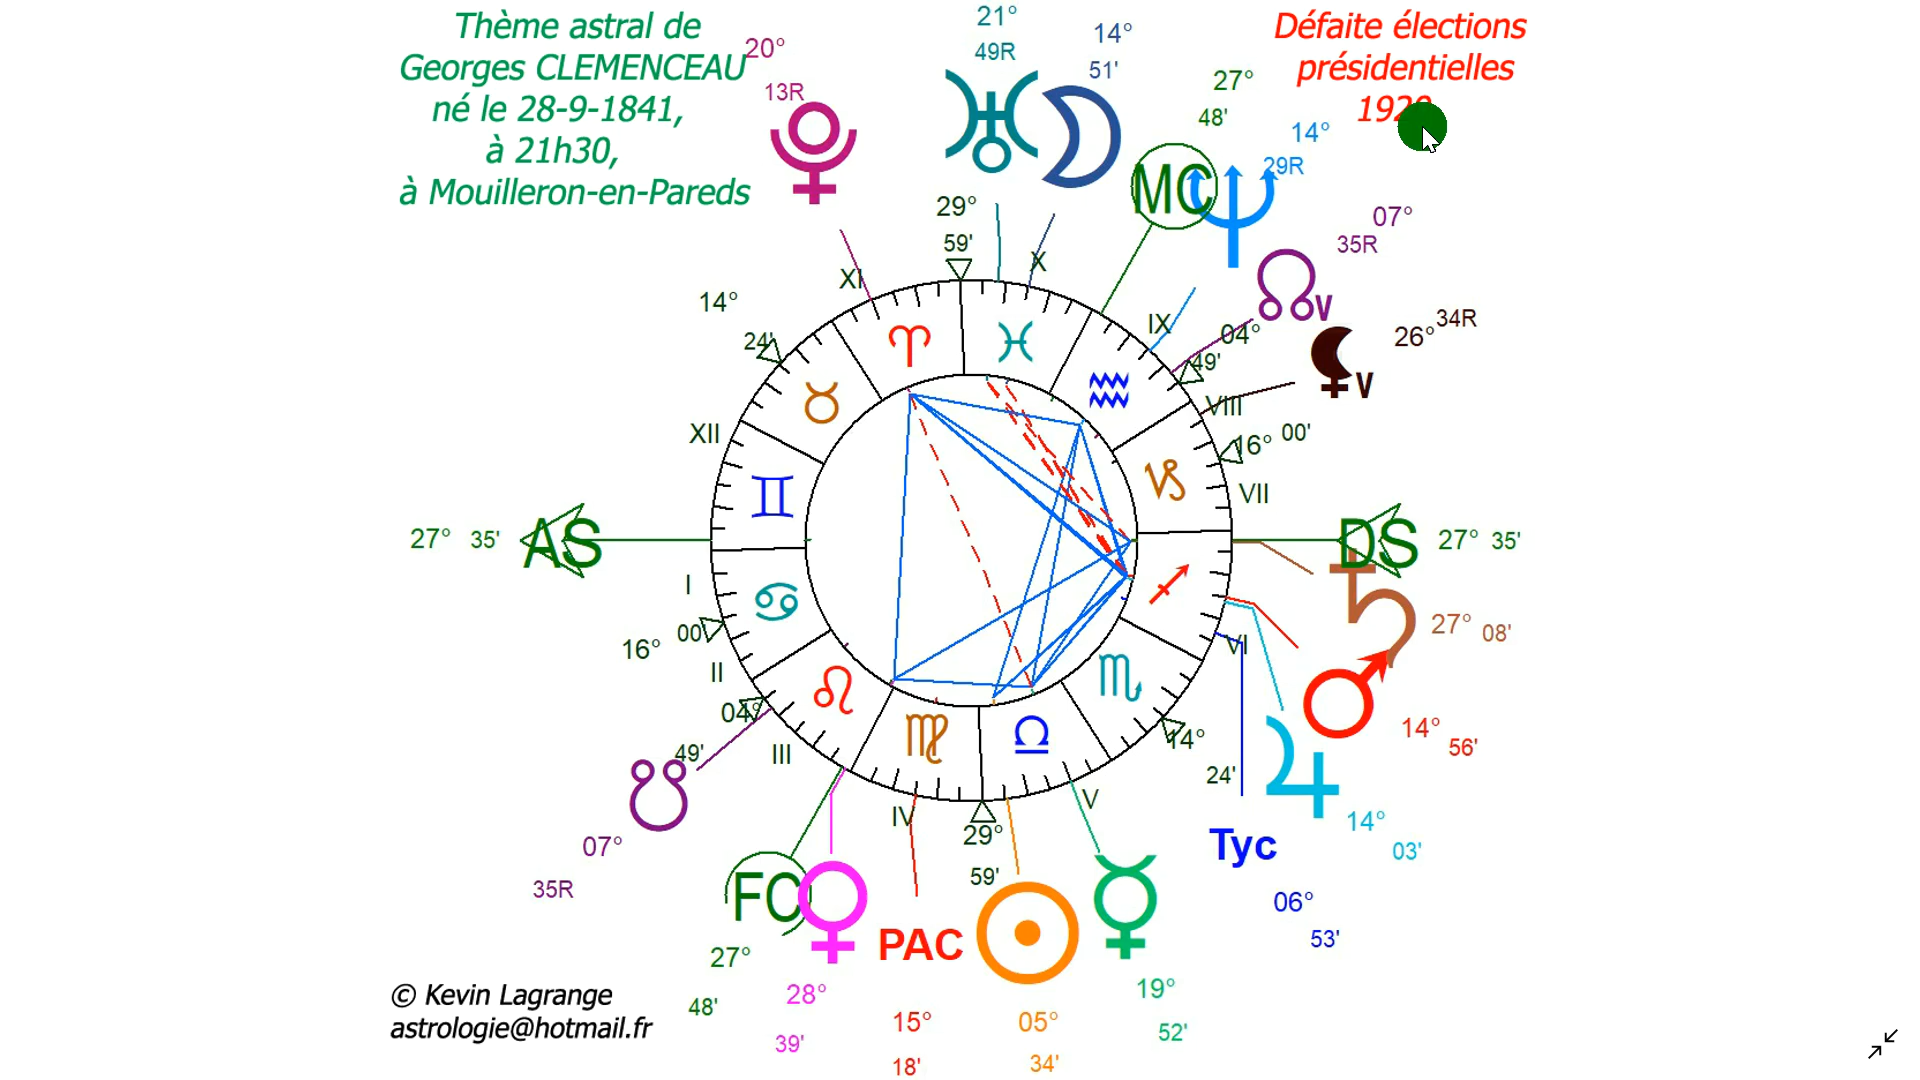 Thème astral de
Georges CLEMENCEAU
né le 28-9-1841,
à 21h30,
à Mouilleron-en-Pareds
Défaite élections
présidentielles
20°
13R
21°
49R
14°
51'
27°
48'
14°
29R
07°
35R
26° 34R
MC
V
V
29°
59'
X
XI
IX
04°
49'
14°
24'
VIII
16° 00'
XII
VII
27° 35'
AS
DS
27° 35'
I
16° 00'
II
VI
27° 08'
04°
49'
III
14°
24'
14°
56'
07°
35R
IV
V
29°
59'
Tyc
14°
03'
FC
PAC
06°
53'
27°
48'
28°
39'
15°
18'
05°
34'
19°
52'
© Kevin Lagrange
astrologie@hotmail.fr